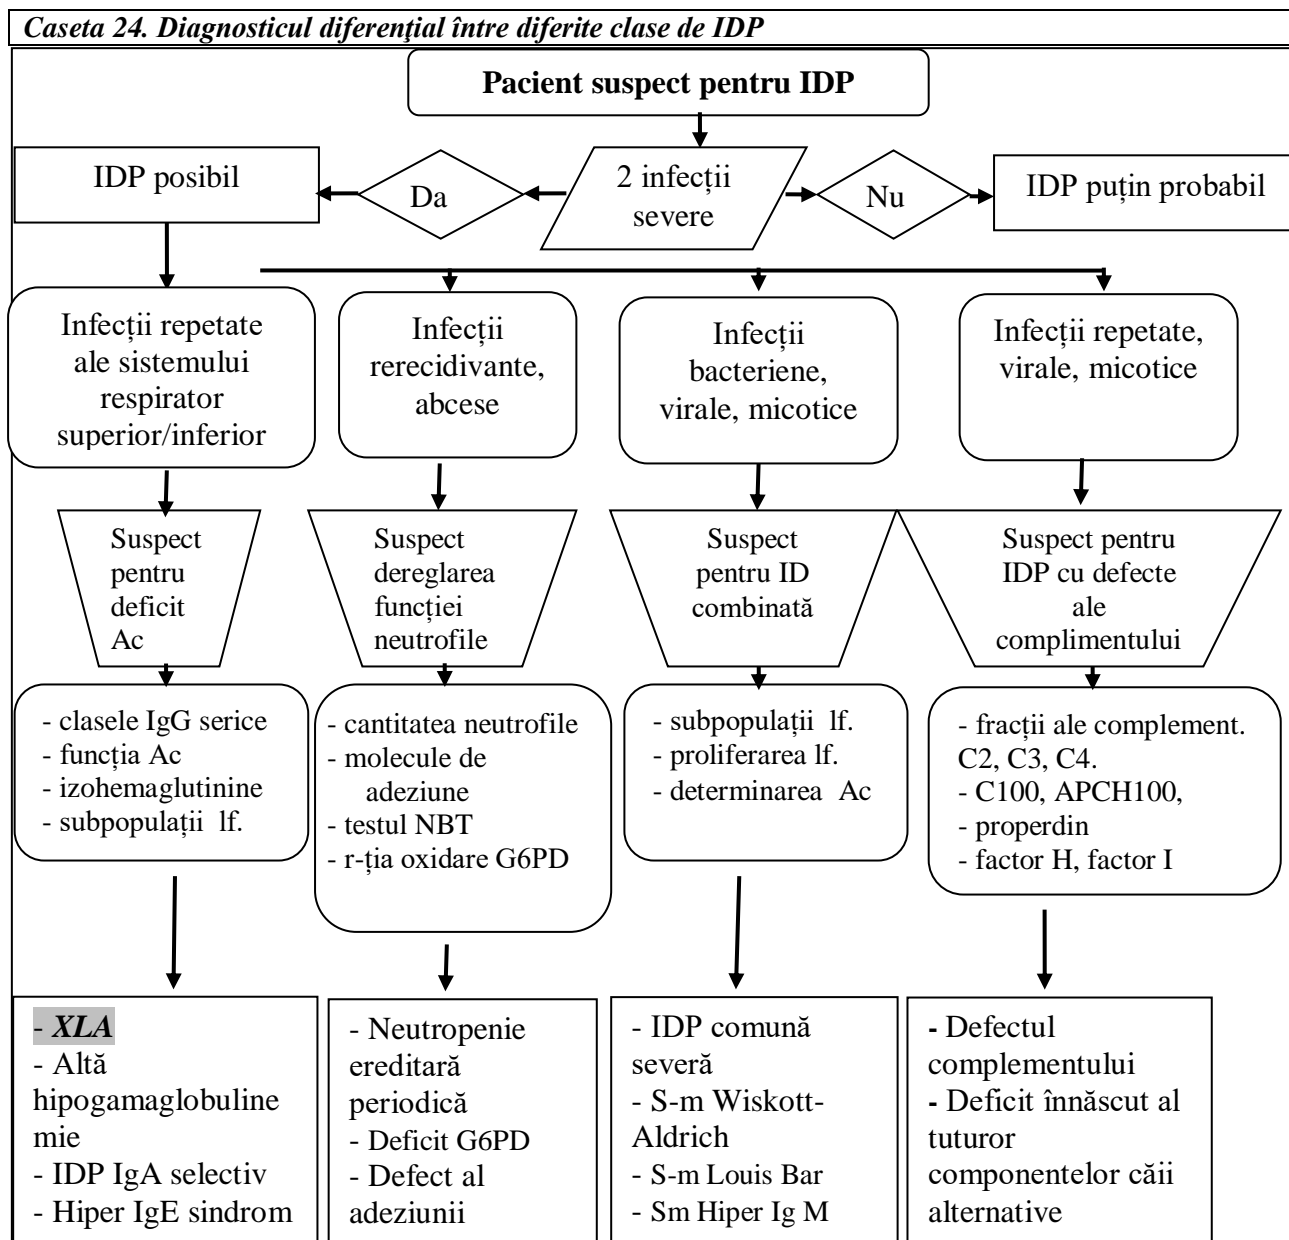 Caseta 24. Diagnosticul diferenţial între diferite clase de IDP
Pacient suspect pentru IDP
IDP posibil
Da
2 infecții
severe
Nu
IDP puțin probabil
Infecții repetate
ale sistemului
respirator
superior/inferior
Infecții
rerecidivante,
abcese
Infecții
bacteriene,
virale, micotice
Infecții repetate,
virale, micotice
Suspect
pentru
deficit
Ac
Suspect
dereglarea
funcției
neutrofile
Suspect
pentru ID
combinată
Suspect pentru
IDP cu defecte
ale
complimentului
- clasele IgG serice
- funcția Ac
- izohemaglutinine
- subpopulații lf.
- cantitatea neutrofile
- molecule de
adeziune
- testul NBT
- r-ția oxidare G6PD
- subpopulații lf.
- proliferarea lf.
- determinarea Ac
- fracții ale complement.
C2, C3, C4.
- C100, APCH100,
- properdin
- factor H, factor I
- XLA
- Altă
hipogamaglobuline
mie
- IDP IgA selectiv
- Hiper IgE sindrom
- Neutropenie
ereditară
periodică
- Deficit G6PD
- Defect al
adeziunii
- IDP comună
severă
- S-m Wiskott-
Aldrich
- S-m Louis Bar
- Sm Hiper Ig M
- Defectul
complementului
- Deficit înnăscut al
tuturor
componentelor căii
alternative